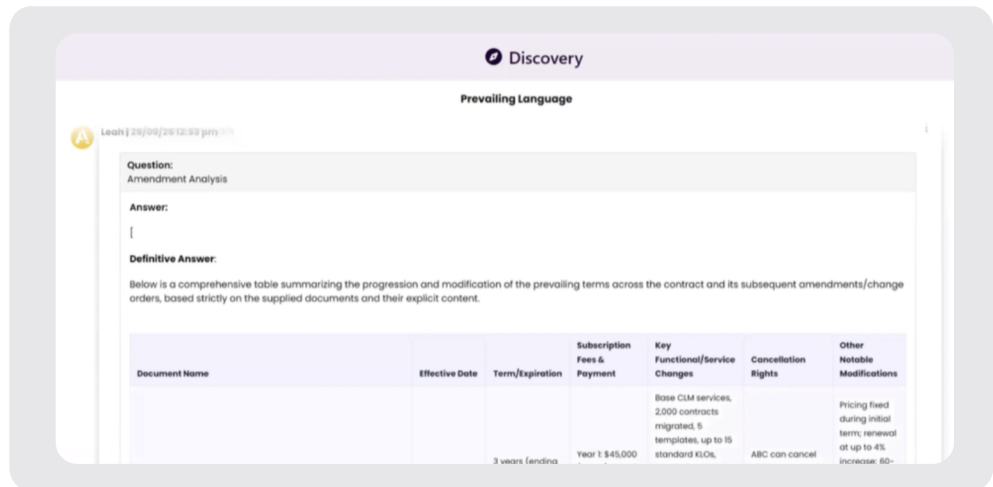 Discovery
Prevailing Language
Leah |
Question:
Amendment Analysis
Answer:
[
Definitive Answer:
Below is a comprehensive table summarizing the progression and modification of the prevailing terms across the contract and its subsequent amendments/change
orders, based strictly on the supplied documents and their explicit content.
Document Name
Effective Date
Term/Expiration
Subscription
Fees &
Payment
Key
Functional/Service
Changes
Cancellation
Rights
Other
Notable
Modifications
3 years (ending
Year 1: $45,000
Base CLM services,
2,000 contracts
migrated, 5
templates, up to 15
standard KLOs,
ABC can cancel
Pricing fixed
during initial
term; renewal
at up to 4%
increase; 60-